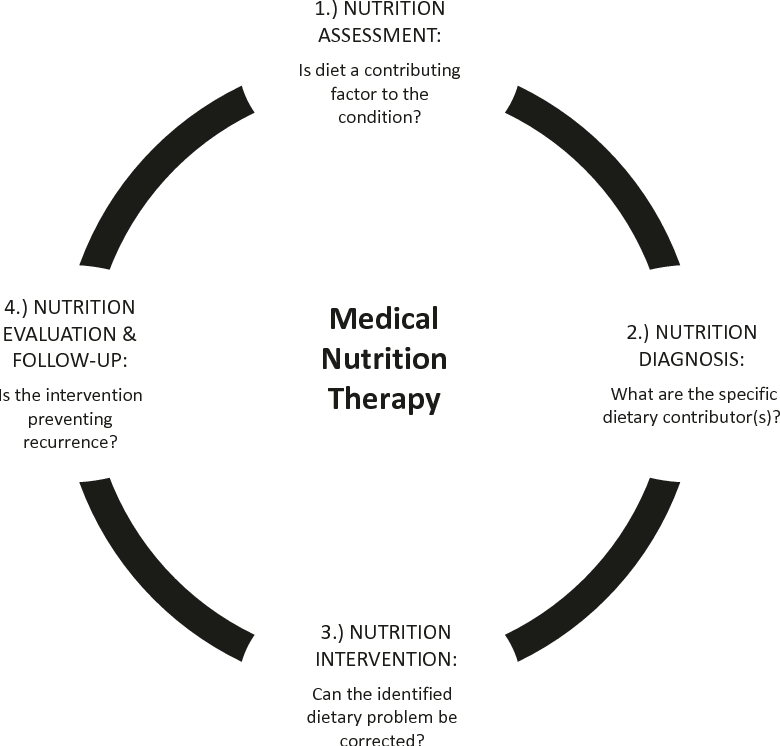 1.) NUTRITION
ASSESSMENT:
Is diet a contributing
factor to the
condition?
4.) NUTRITION
EVALUATION &
FOLLOW-UP:
Is the intervention
preventing
recurrence?
Medical
Nutrition
Therapy
2.) NUTRITION
DIAGNOSIS:
What are the specific
dietary contributor(s)?
3.) NUTRITION
INTERVENTION:
Can the identified
dietary problem be
corrected?